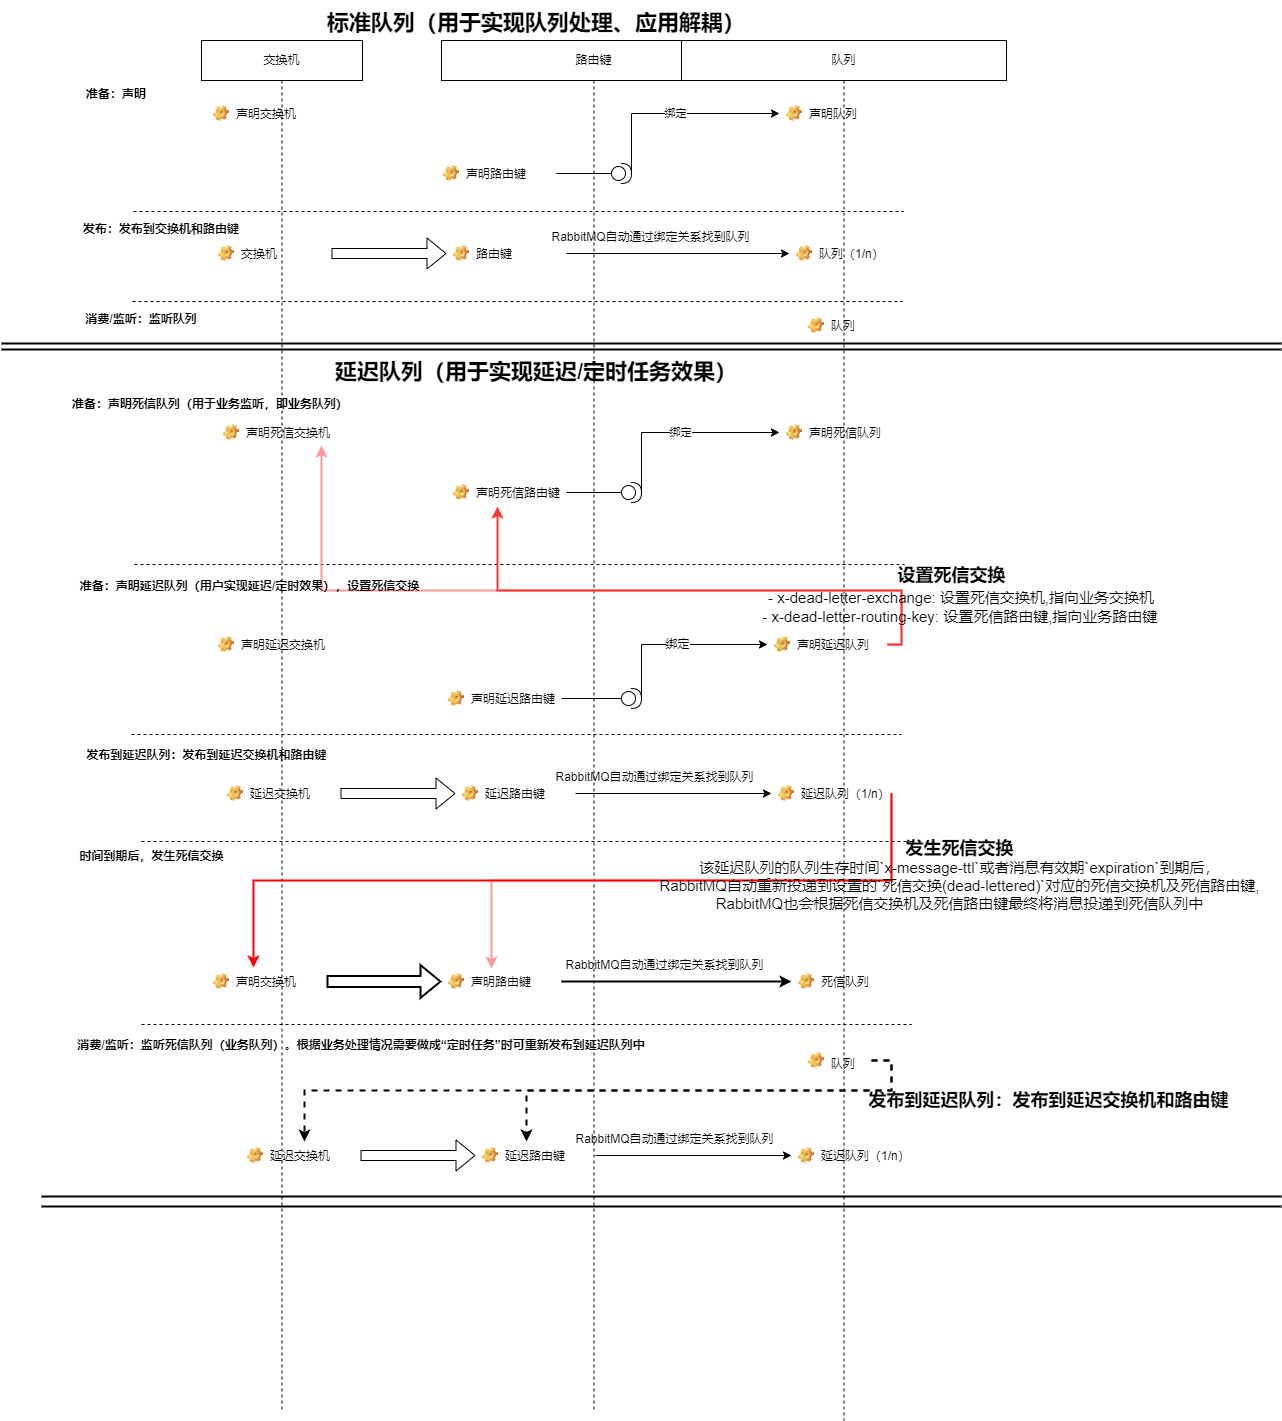 标准队列（用于实现队列处理、应用解耦）
交换机
路由键
队列
准备：声明
声明交换机
绑定
声明队列
声明路由键
发布：发布到交换机和路由键
RabbitMQ自动通过绑定关系找到队列
交换机
路由键
队列（1/n）
消费/监听：监听队列
队列
延迟队列（用于实现延迟/定时任务效果）
准备：声明死信队列（用于业务监听，即业务队列）
声明死信交换机
绑定
声明死信队列
声明死信路由键
设置死信交换
准备：声明延迟队列（用户实现延迟/定时效果），设置死信交换
- x-dead-letter-exchange: 设置死信交换机,指向业务交换机
- x-dead-letter-routing-key: 设置死信路由键,指向业务路由键
声明延迟交换机
绑定
声明延迟队列
声明延迟路由键
发布到延迟队列：发布到延迟交换机和路由键
RabbitMQ自动通过绑定关系找到队列
延迟交换机
延迟路由键
延迟队列（1/n）
发生死信交换
时间到期后，发生死信交换
该延迟队列的队列生存时间`x-message-ttl`或者消息有效期`expiration`到期后，
RabbitMQ自动重新投递到设置的`死信交换(dead-lettered)`对应的死信交换机及死信路由键,
RabbitMQ也会根据死信交换机及死信路由键最终将消息投递到死信队列中
RabbitMQ自动通过绑定关系找到队列
声明交换机
声明路由键
死信队列
消费/监听：监听死信队列（业务队列）。根据业务处理情况需要做成“定时任务”时可重新发布到延迟队列中
队列
发布到延迟队列：发布到延迟交换机和路由键
RabbitMQ自动通过绑定关系找到队列
延迟交换机
延迟路由键
延迟队列（1/n）